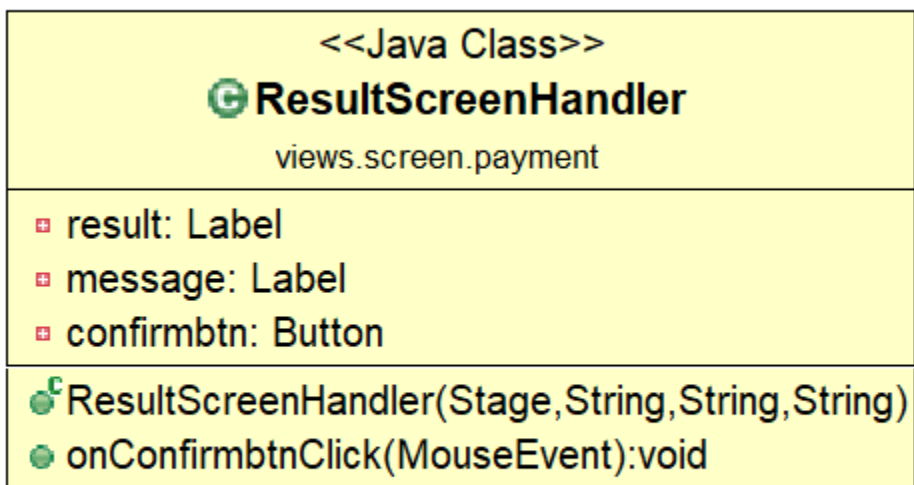 <<Java Class>>
ResultScreenHandler
views.screen.payment
result: Label
message: Label
confirmbtn: Button
ResultScreenHandler(Stage,String,String,String)
onConfirmbtnClick(MouseEvent):void